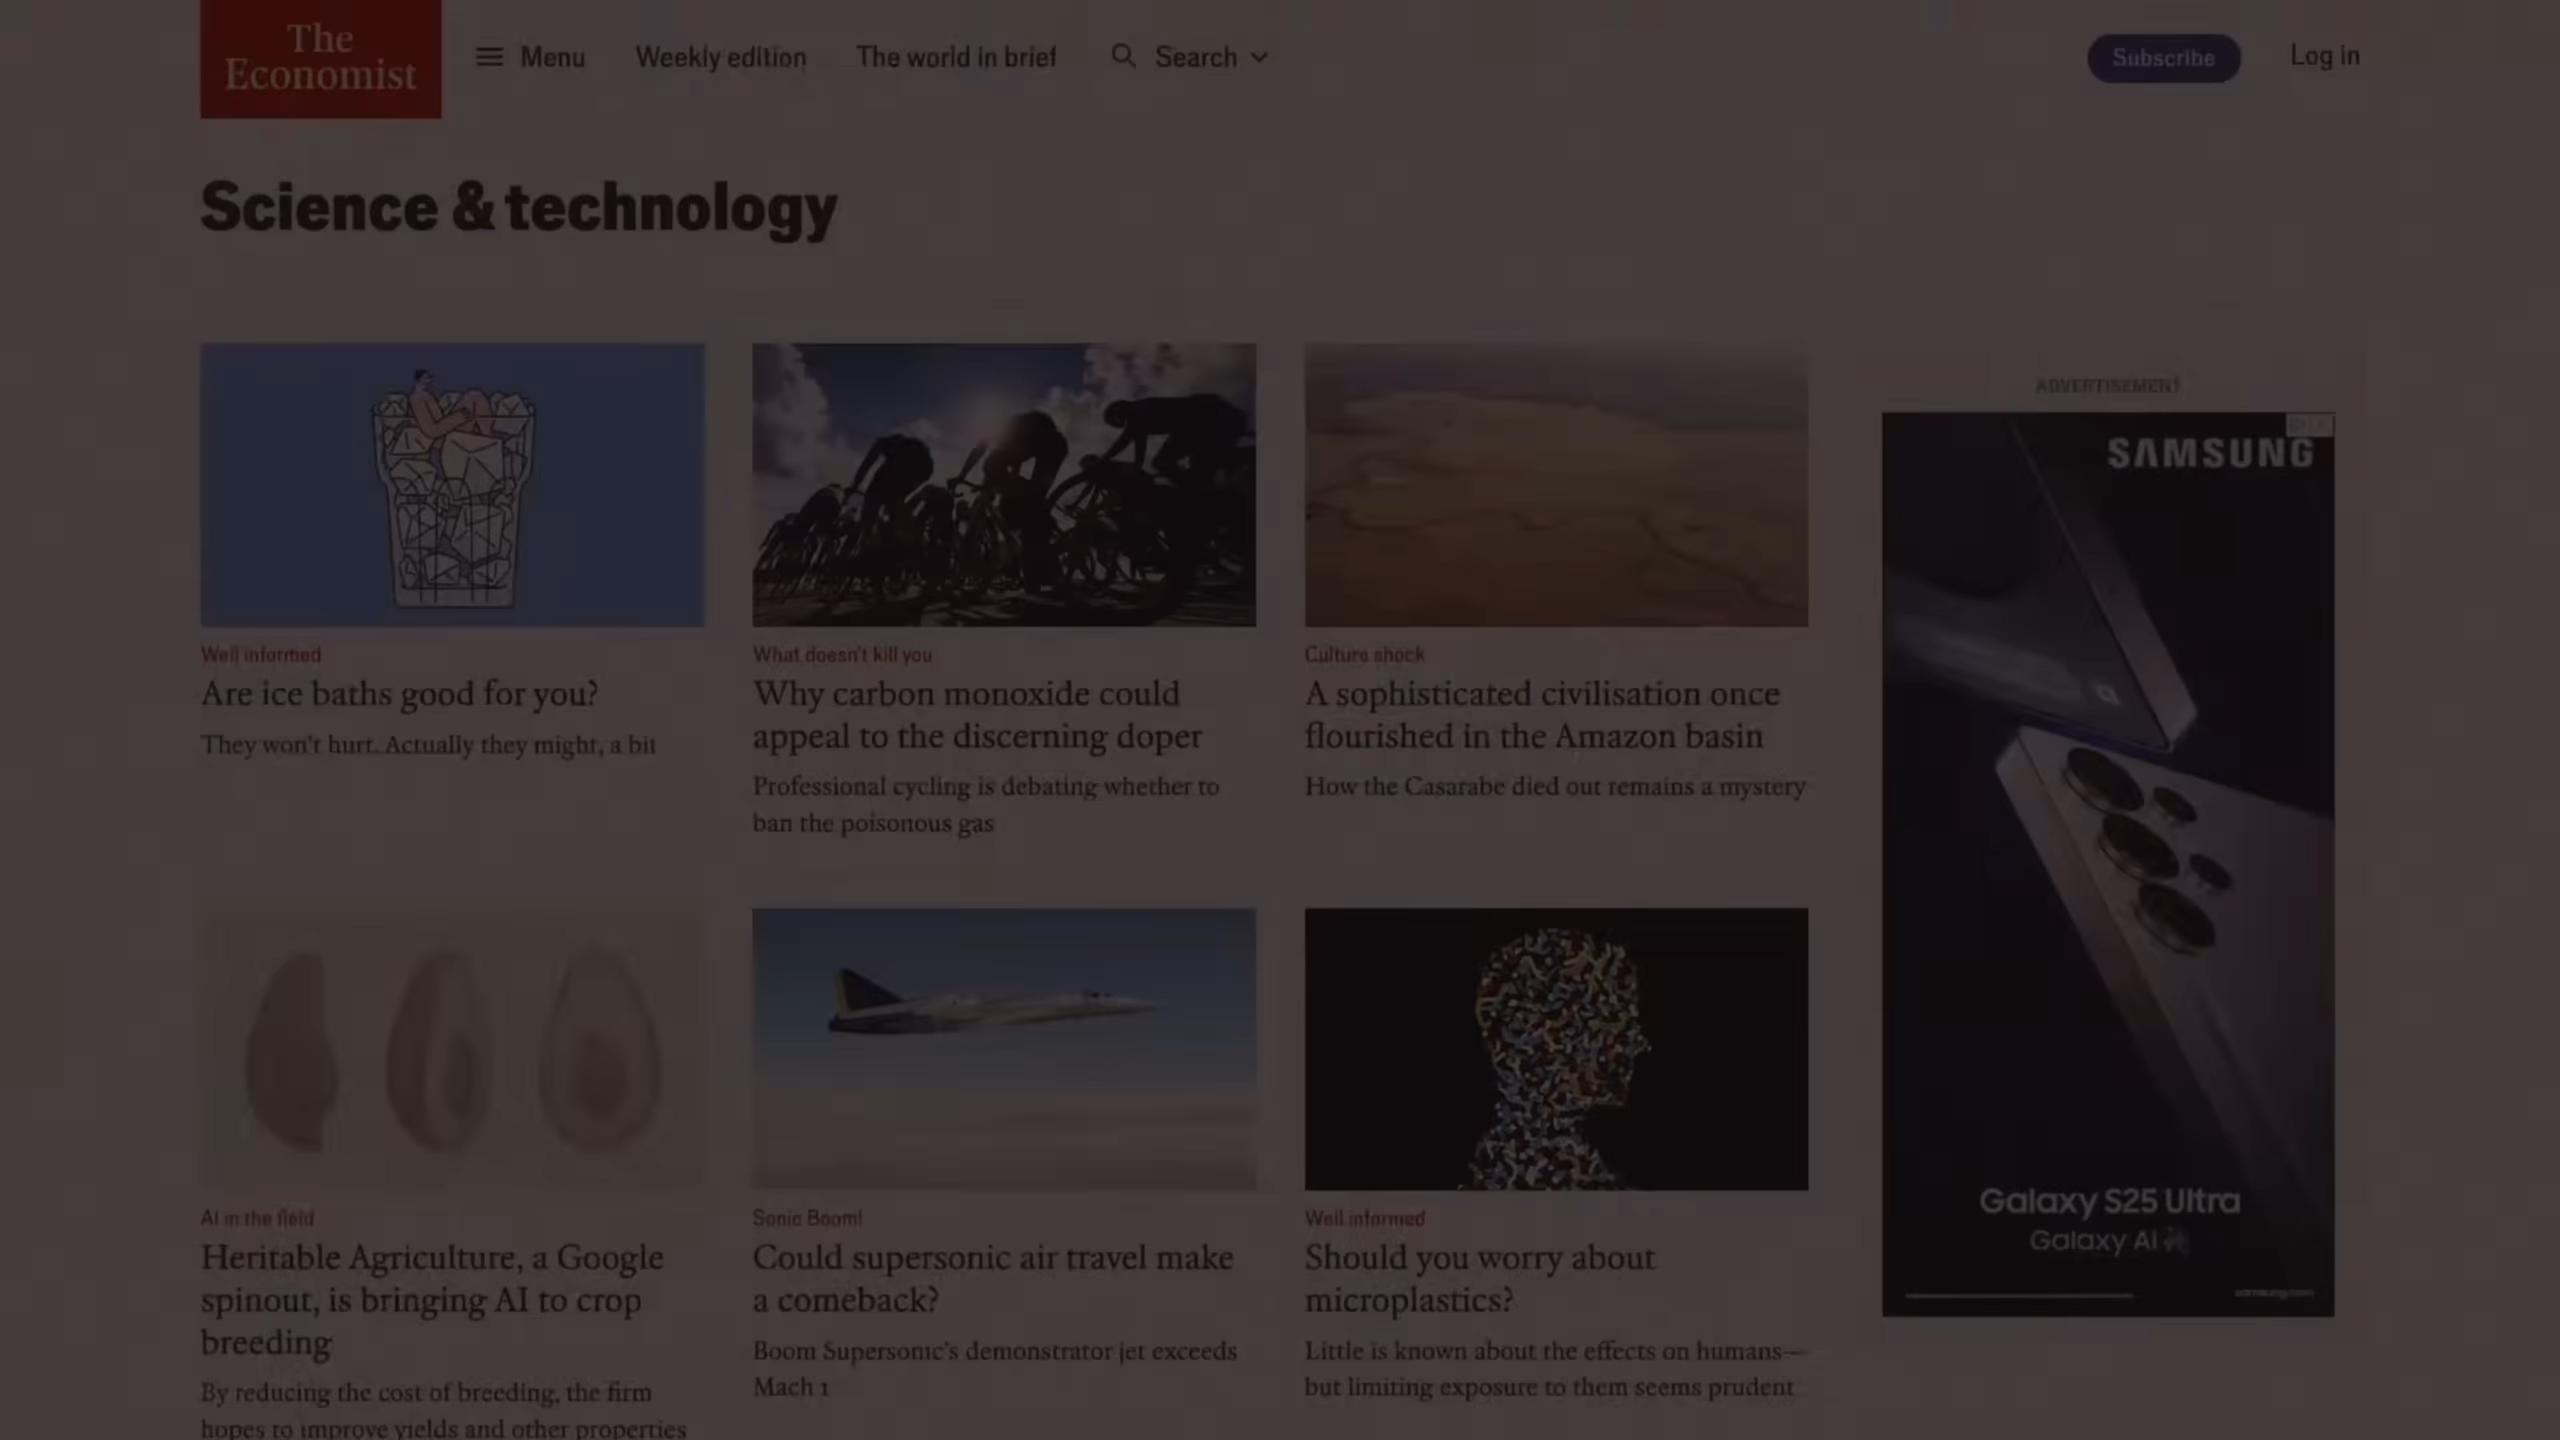 The
Economist
Menu
Weekly edition
The world in brief
Search
Subscribe
Log in
Science & technology
Well informed
Are ice baths good for you?
They won't hurt. Actually they might, a bit
What doesn't kill you
Why carbon monoxide could
appeal to the discerning doper
Professional cycling is debating whether to
ban the poisonous gas
Culture shock
A sophisticated civilisation once
flourished in the Amazon basin
How the Casarabe died out remains a mystery
ADVERTISEMENT
SAMSUNG
Galaxy S25 Ultra
Galaxy AI
samsung.com
AI in the field
Heritable Agriculture, a Google
spinout, is bringing AI to crop
breeding
By reducing the cost of breeding, the firm
hopes to improve yields and other properties
Sonic Boom!
Could supersonic air travel make
a comeback?
Boom Supersonic's demonstrator jet exceeds
Mach 1
Well informed
Should you worry about
microplastics?
Little is known about the effects on humans—
but limiting exposure to them seems prudent